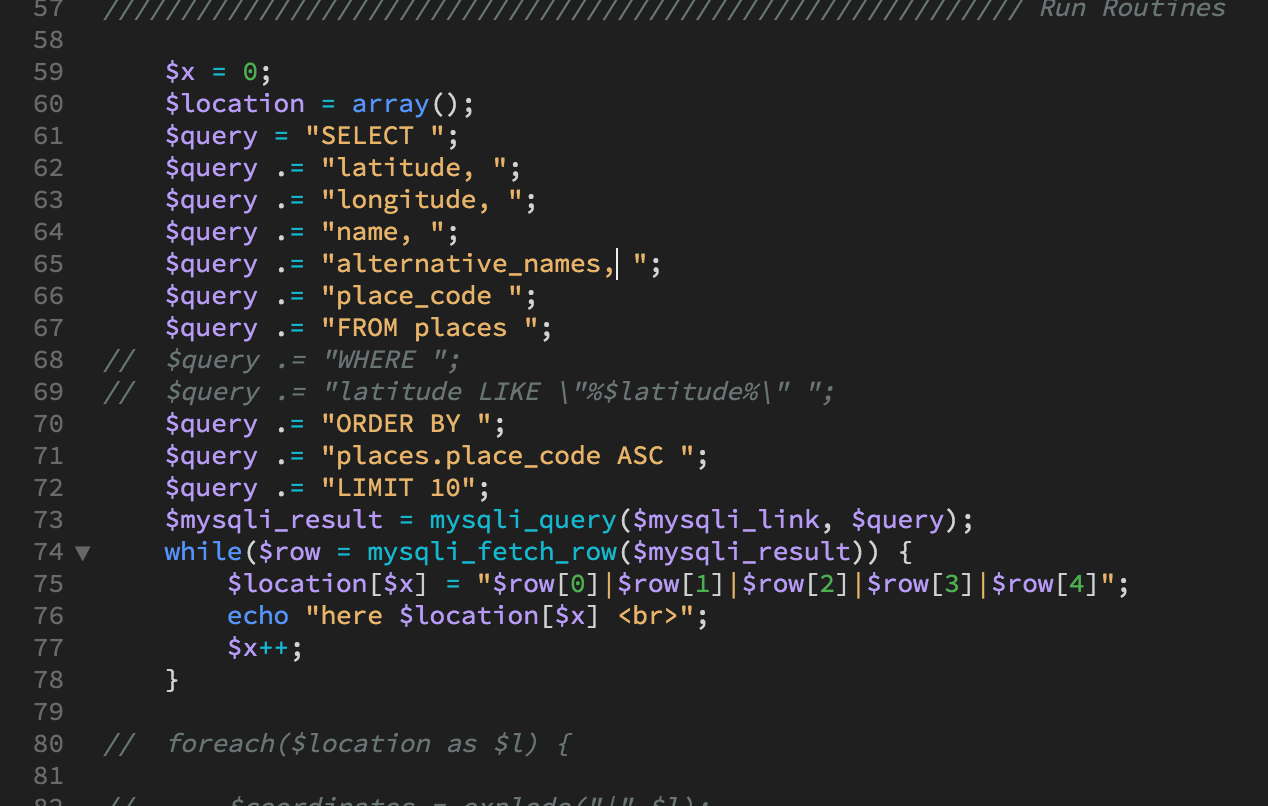 57 //////////////////////////////////////////////////////////// Run Routines
58
59 $x = 0;
60 $location = array();
61 $query = "SELECT ";
62 $query .= "latitude, ";
63 $query .= "longitude, ";
64 $query .= "name, ";
65 $query .= "alternative_names, ";
66 $query .= "place_code ";
67 $query .= "FROM places ";
68 // $query .= "WHERE ";
69 // $query .= "latitude LIKE \"%$latitude%\" ";
70 $query .= "ORDER BY ";
71 $query .= "places.place_code ASC ";
72 $query .= "LIMIT 10";
73 $mysqli_result = mysqli_query($mysqli_link, $query);
74 while($row = mysqli_fetch_row($mysqli_result)) {
75 $location[$x] = "$row[0]|$row[1]|$row[2]|$row[3]|$row[4]";
76 echo "here $location[$x] <br>";
77 $x++;
78 }
79
80 // foreach($location as $l) {
81
82 // $coordinates = explode("|",$l);